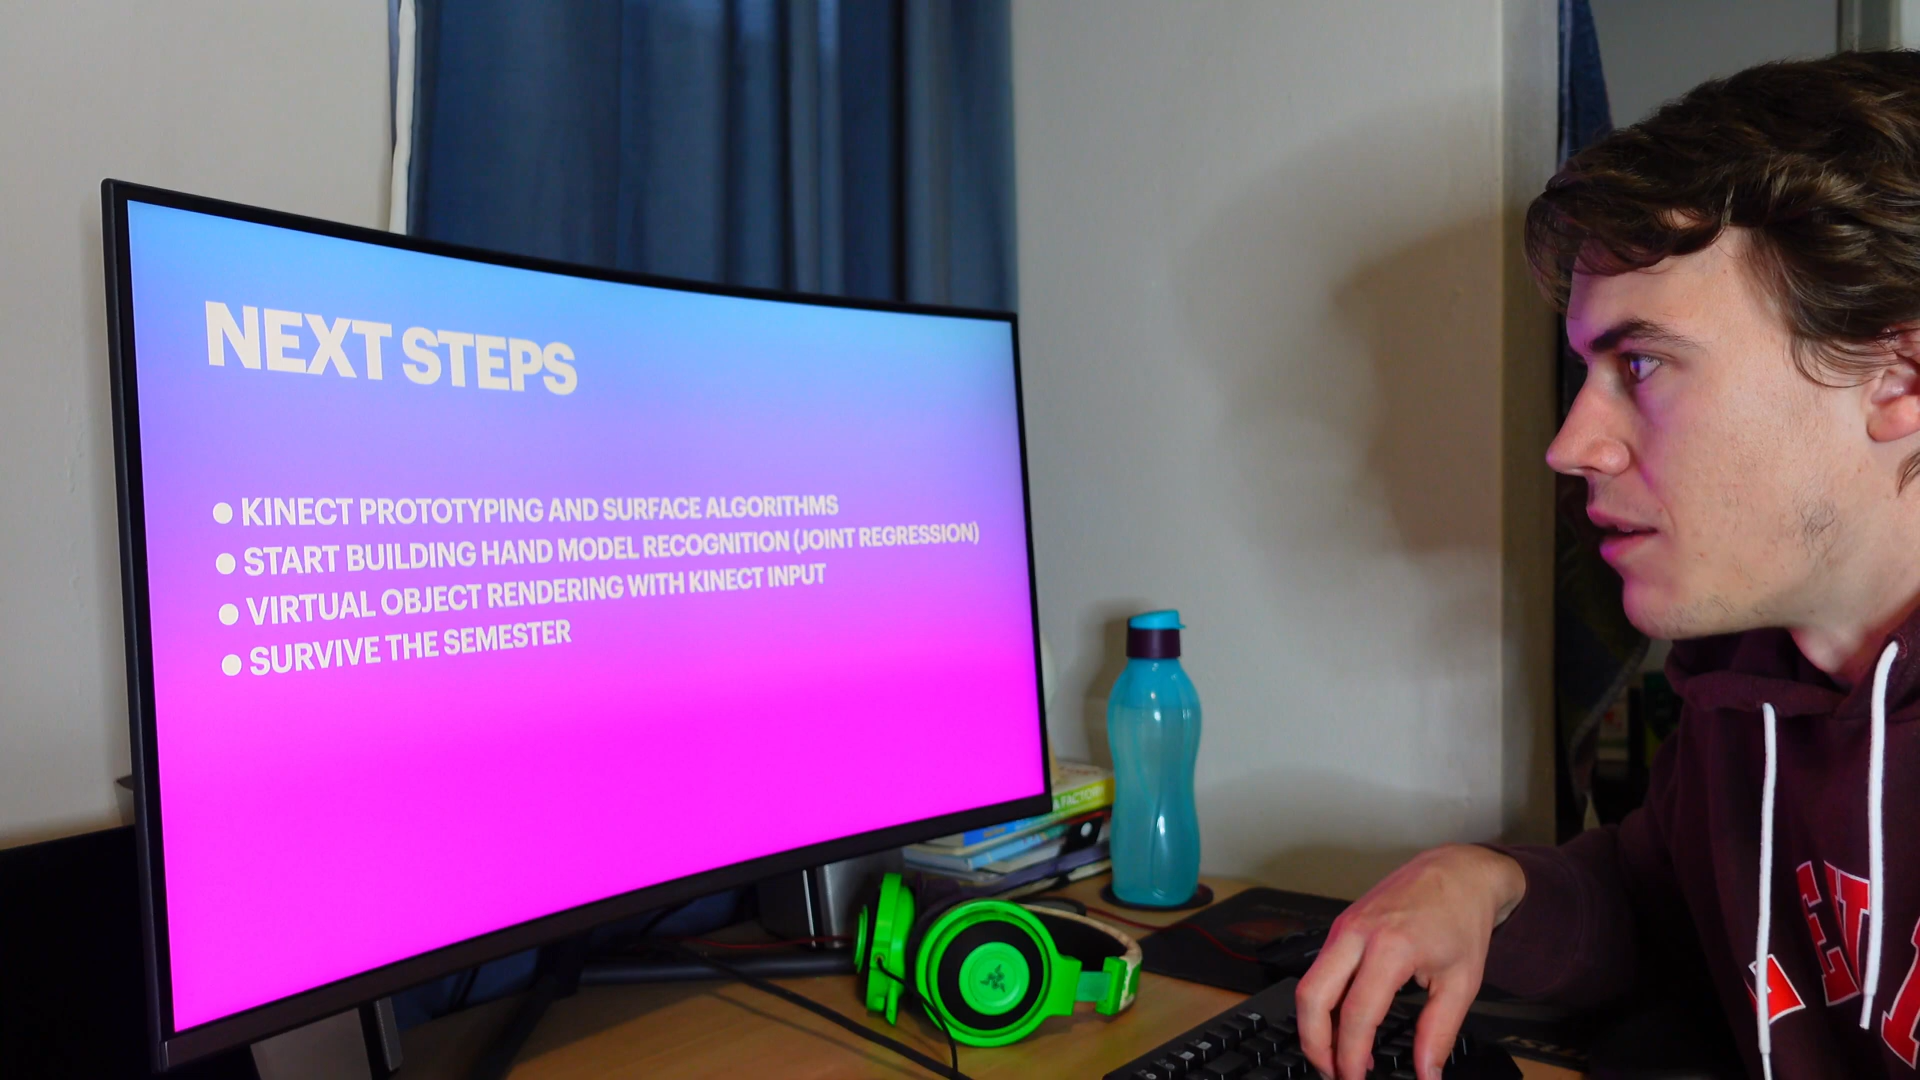 NEXT STEPS
● KINECT PROTOTYPING AND SURFACE ALGORITHMS
● START BUILDING HAND MODEL RECOGNITION (JOINT REGRESSION)
● VIRTUAL OBJECT RENDERING WITH KINECT INPUT
● SURVIVE THE SEMESTER
& FACTORY